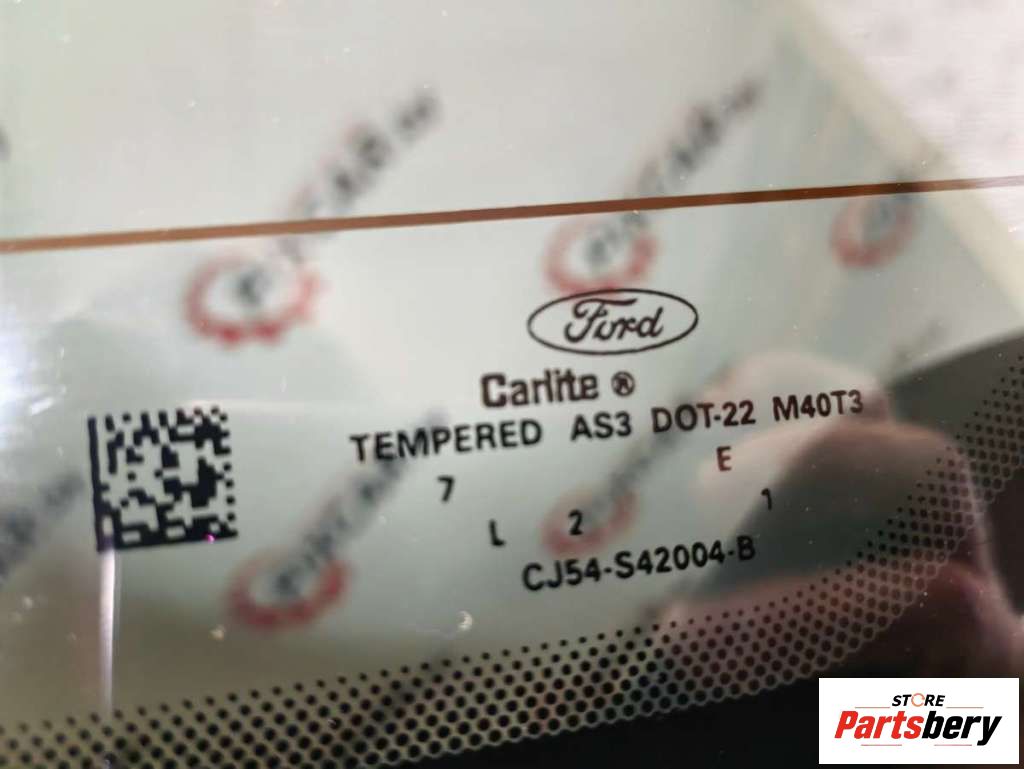 Ford
Carlite ®
TEMPERED AS3 DOT-22 M40T3
7 E
L 2 1
CJ54-S42004-B
STORE
Partsbery